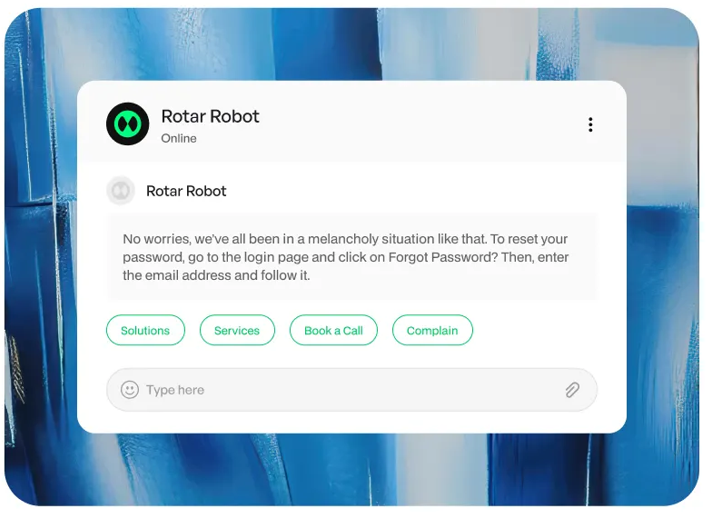 Rotar Robot
Online
Rotar Robot
No worries, we've all been in a melancholy situation like that. To reset your
password, go to the login page and click on Forgot Password? Then, enter
the email address and follow it.
Solutions
Services
Book a Call
Complain
Type here